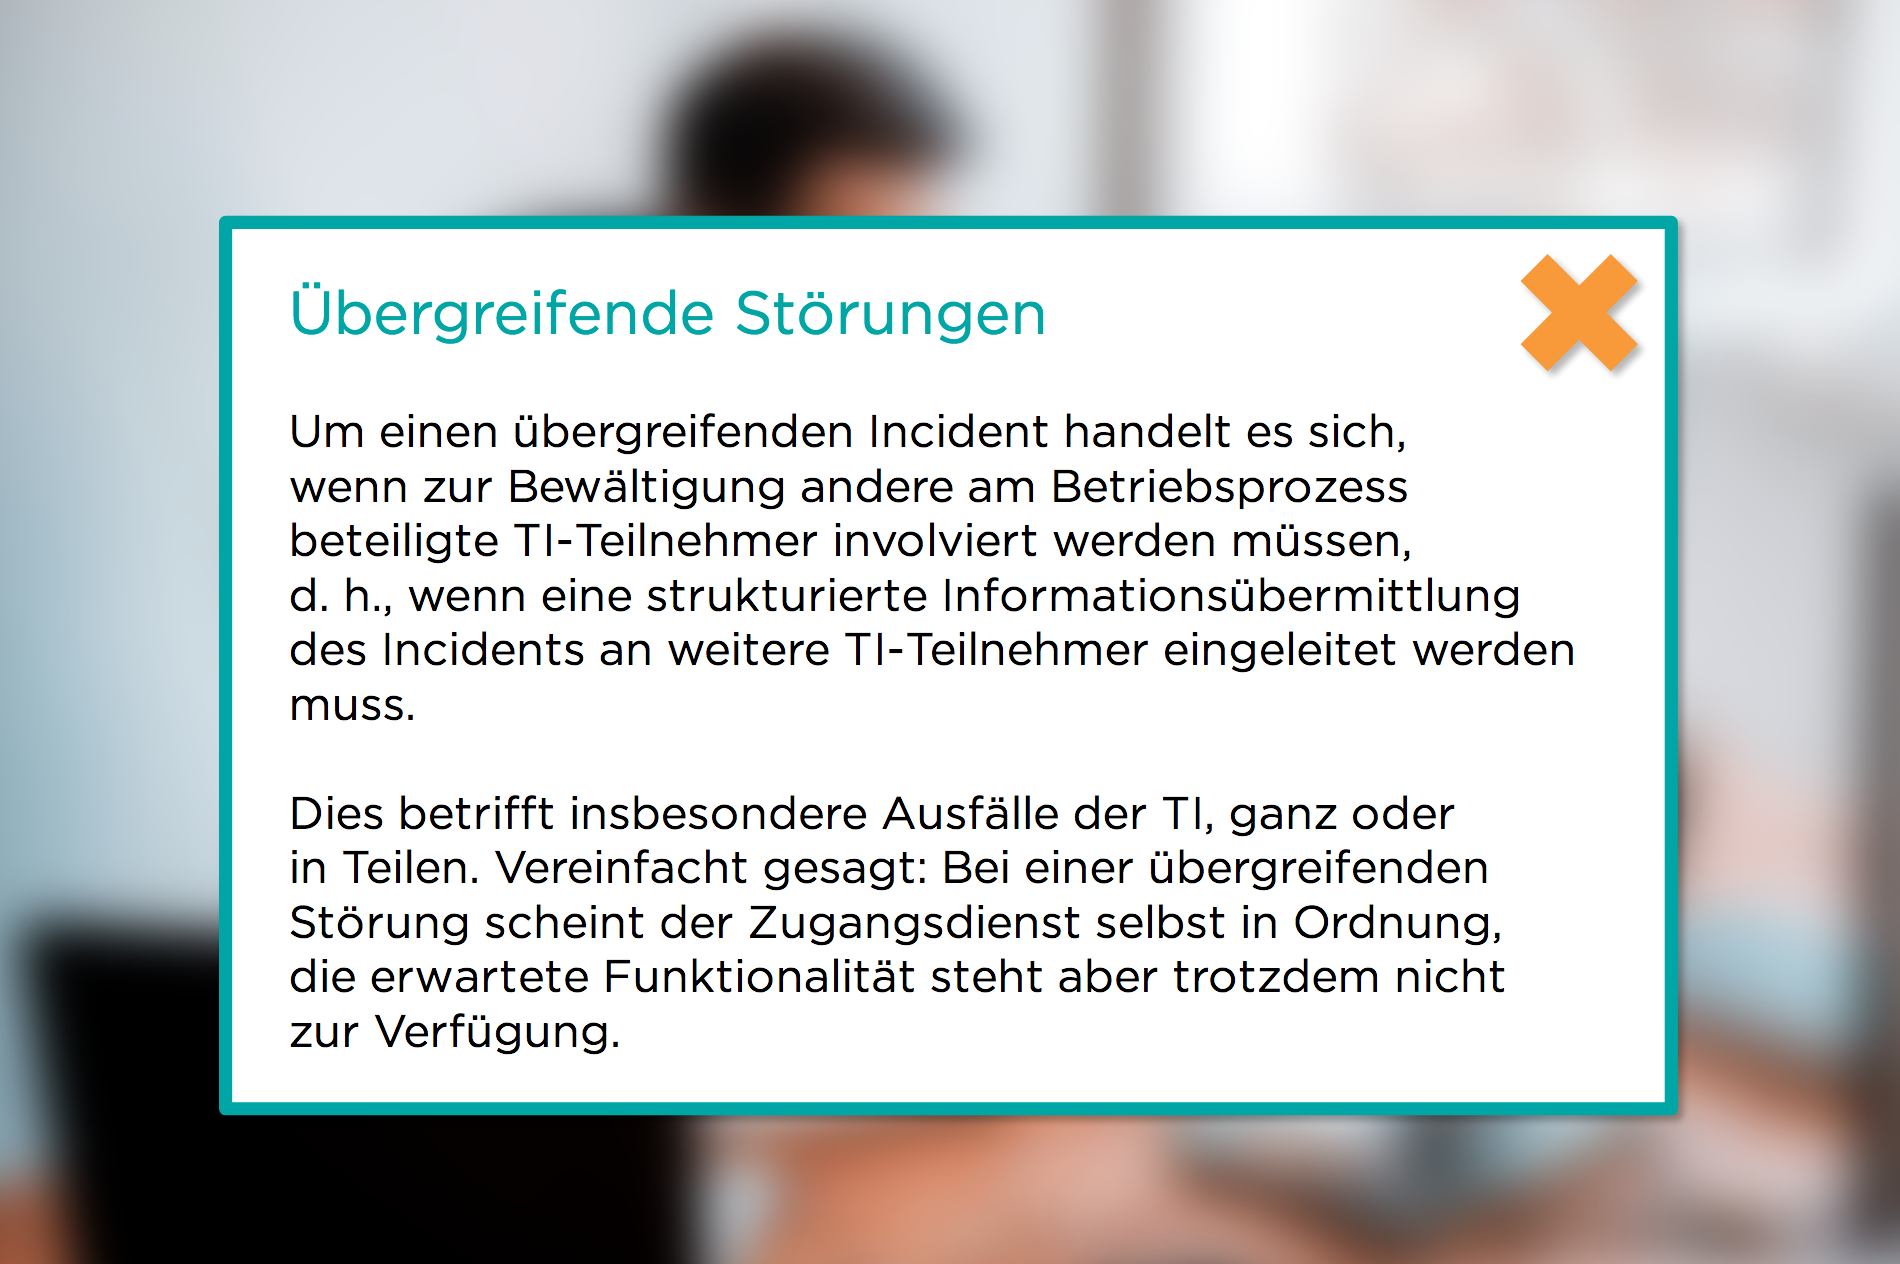 Übergreifende Störungen
Um einen übergreifenden Incident handelt es sich,
wenn zur Bewältigung andere am Betriebsprozess
beteiligte TI-Teilnehmer involviert werden müssen,
d. h., wenn eine strukturierte Informationsübermittlung
des Incidents an weitere TI-Teilnehmer eingeleitet werden
muss.
Dies betrifft insbesondere Ausfälle der TI, ganz oder
in Teilen. Vereinfacht gesagt: Bei einer übergreifenden
Störung scheint der Zugangsdienst selbst in Ordnung,
die erwartete Funktionalität steht aber trotzdem nicht
zur Verfügung.